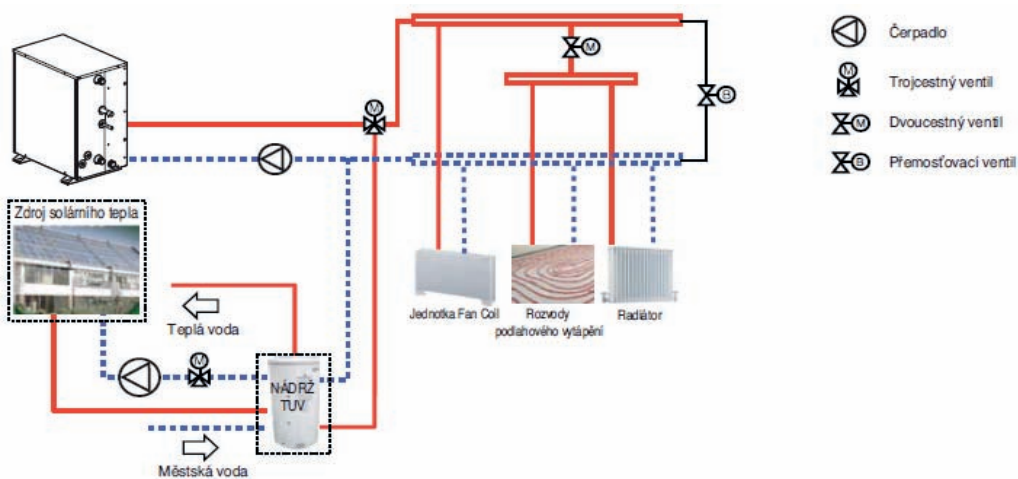 M
M
B
M
Čerpadlo
M
Trojcestný ventil
M
Dvoucestný ventil
B
Přemosťovací ventil
Zdroj solárního tepla
Jednotka Fan Coil
Rozvody
podlahového vytápění
Radiátor
Teplá voda
M
NÁDRŽ
TUV
Městská voda